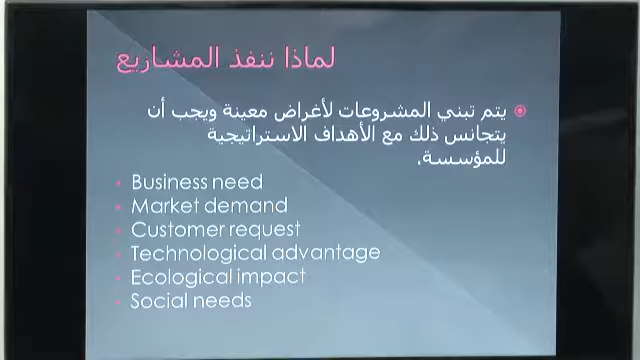 لماذا ننفذ المشاريع
يتم تبني المشروعات لأغراض معينة ويجب أن
يتجانس ذلك مع الأهداف الاستراتيجية
للمؤسسة.
Business need
Market demand
Customer request
Technological advantage
Ecological impact
Social needs